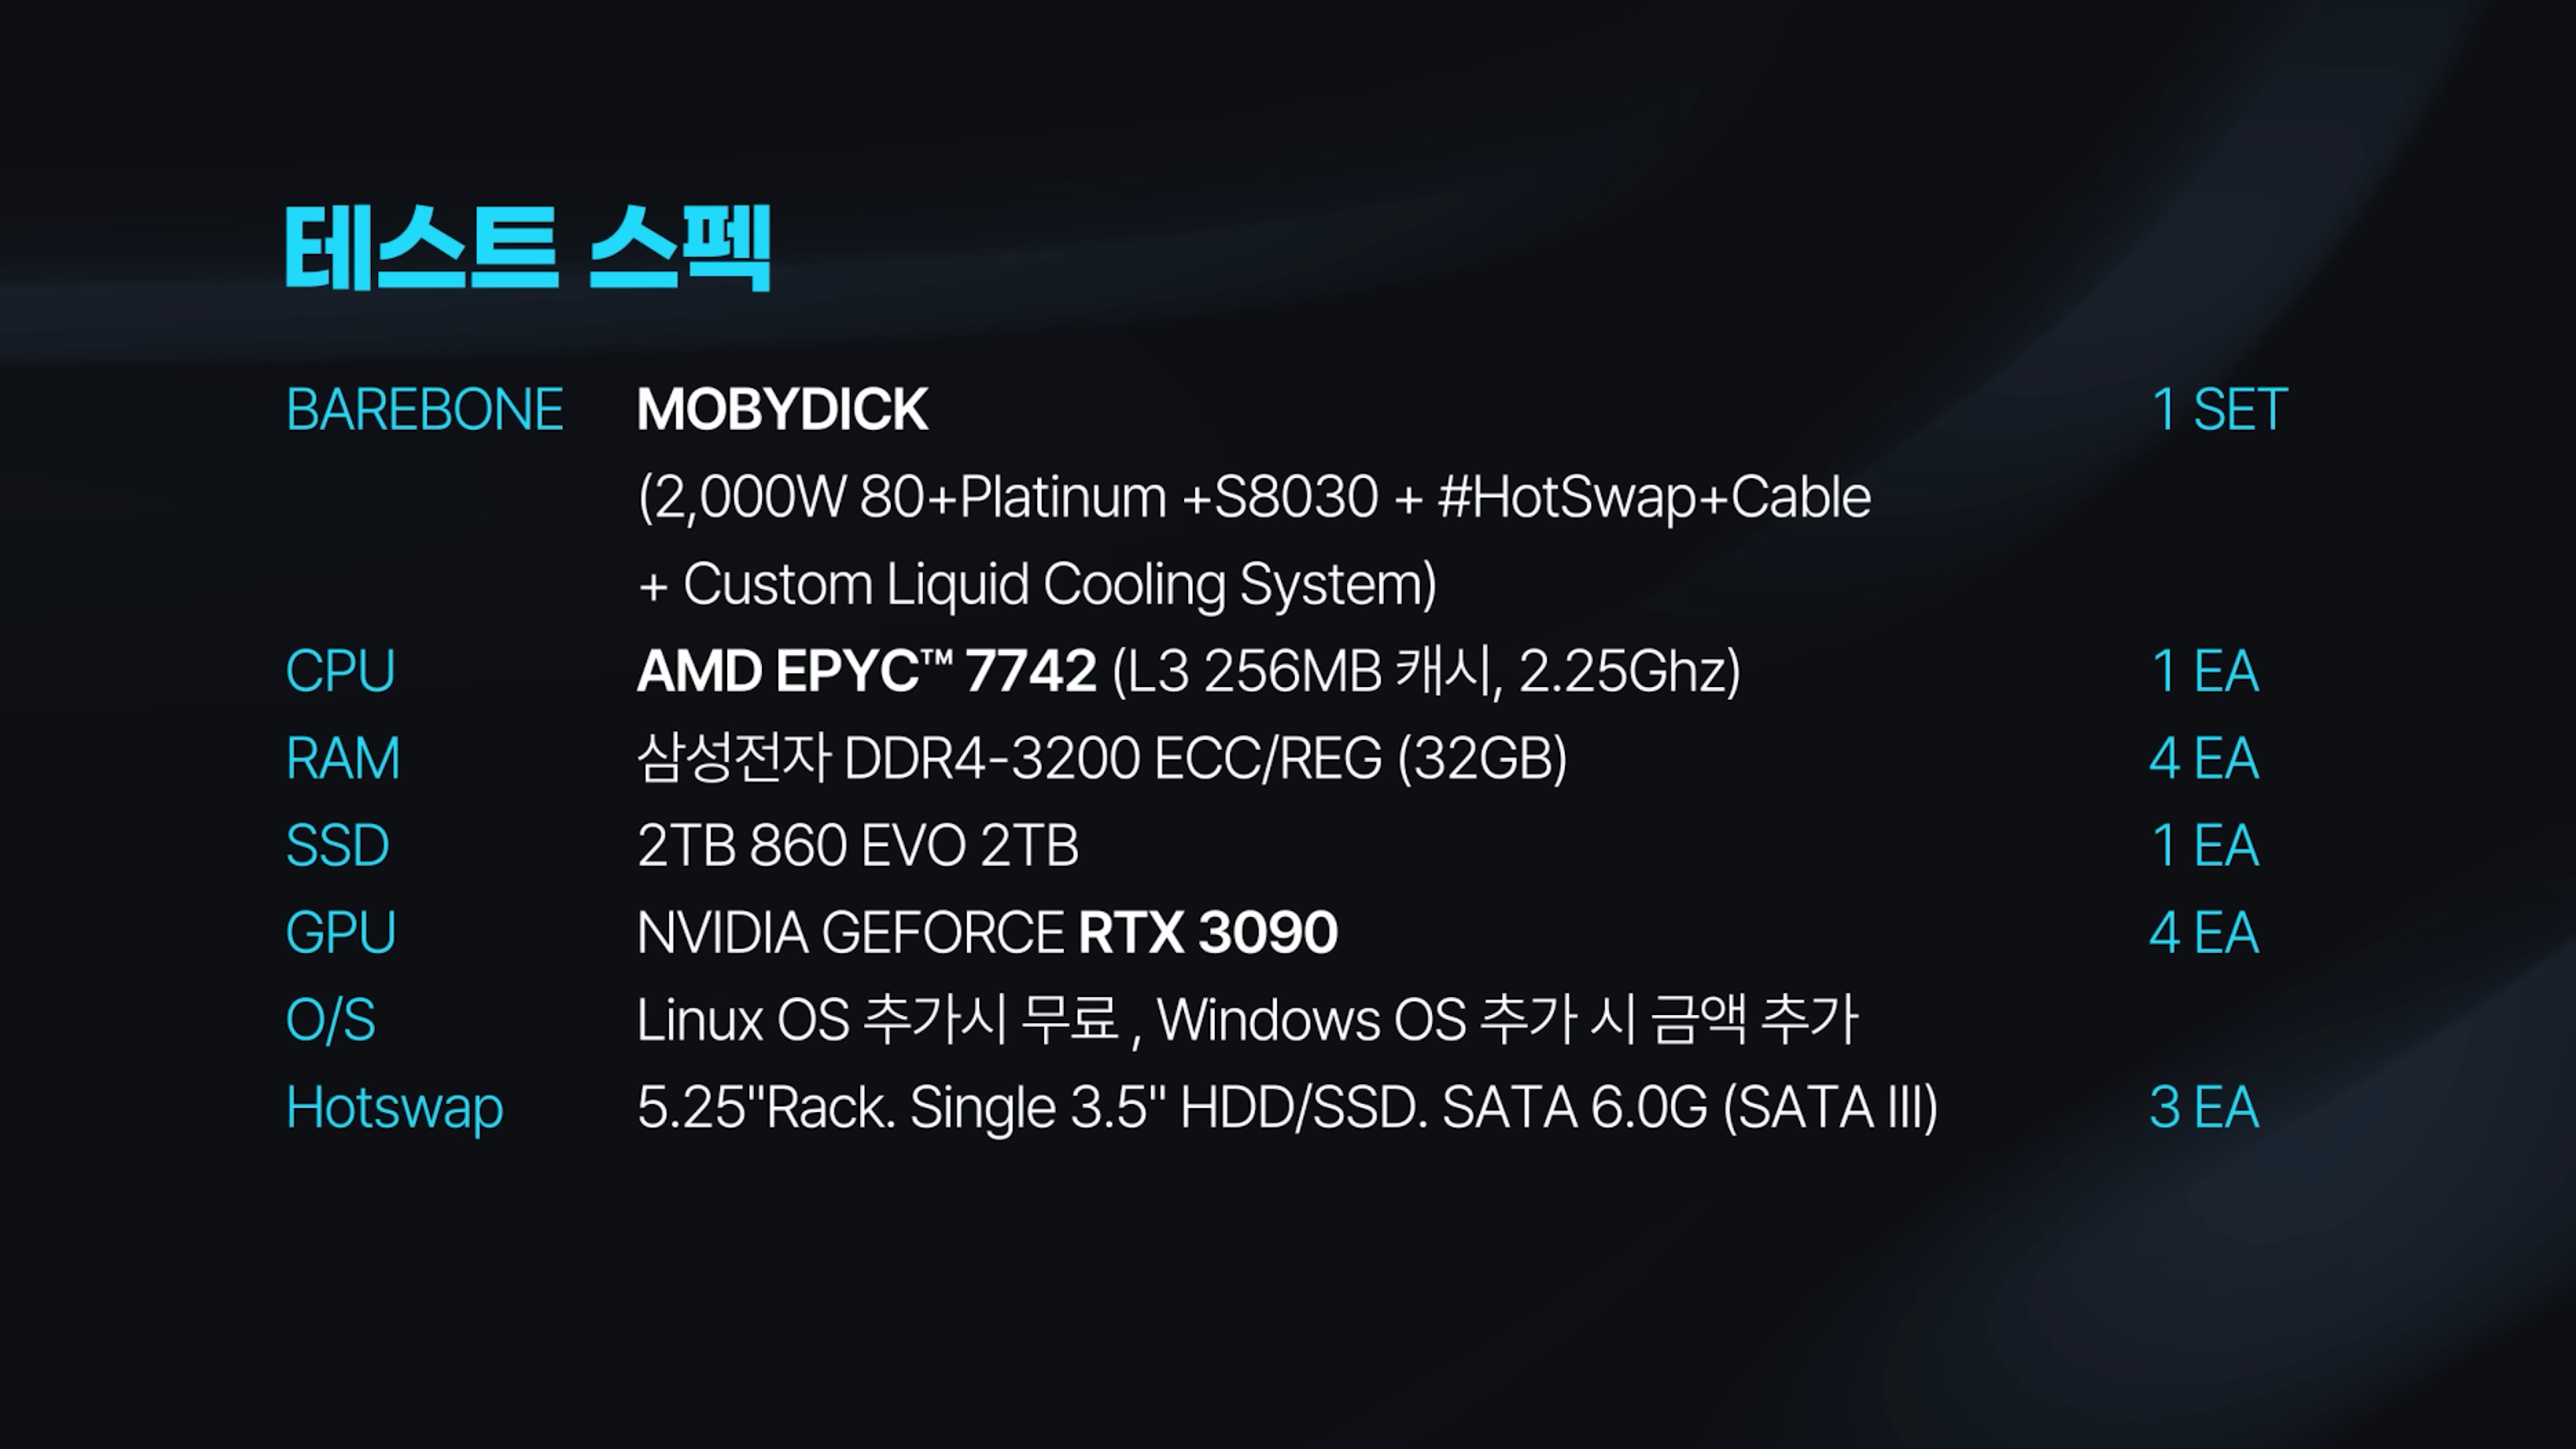 테스트 스펙
BAREBONE MOBYDICK 1 SET
(2,000W 80+Platinum +S8030 + #HotSwap+Cable
+ Custom Liquid Cooling System)
CPU AMD EPYC™ 7742 (L3 256MB 캐시, 2.25Ghz) 1 EA
RAM 삼성전자 DDR4-3200 ECC/REG (32GB) 4 EA
SSD 2TB 860 EVO 2TB 1 EA
GPU NVIDIA GEFORCE RTX 3090 4 EA
O/S Linux OS 추가시 무료 , Windows OS 추가 시 금액 추가
Hotswap 5.25"Rack. Single 3.5" HDD/SSD. SATA 6.0G (SATA III) 3 EA